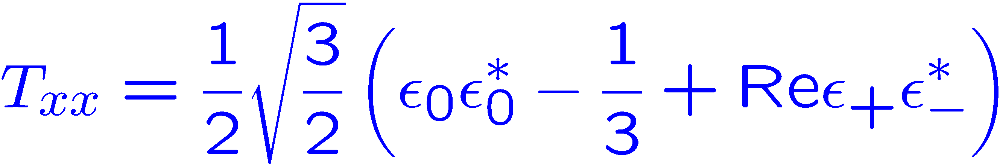 $T_{xx} = \frac{1}{2}\sqrt{\frac{3}{2}}\left(\epsilon_0\epsilon_0^* - \frac{1}{3} + \mathrm{Re}\epsilon_+\epsilon_-^*\right)$